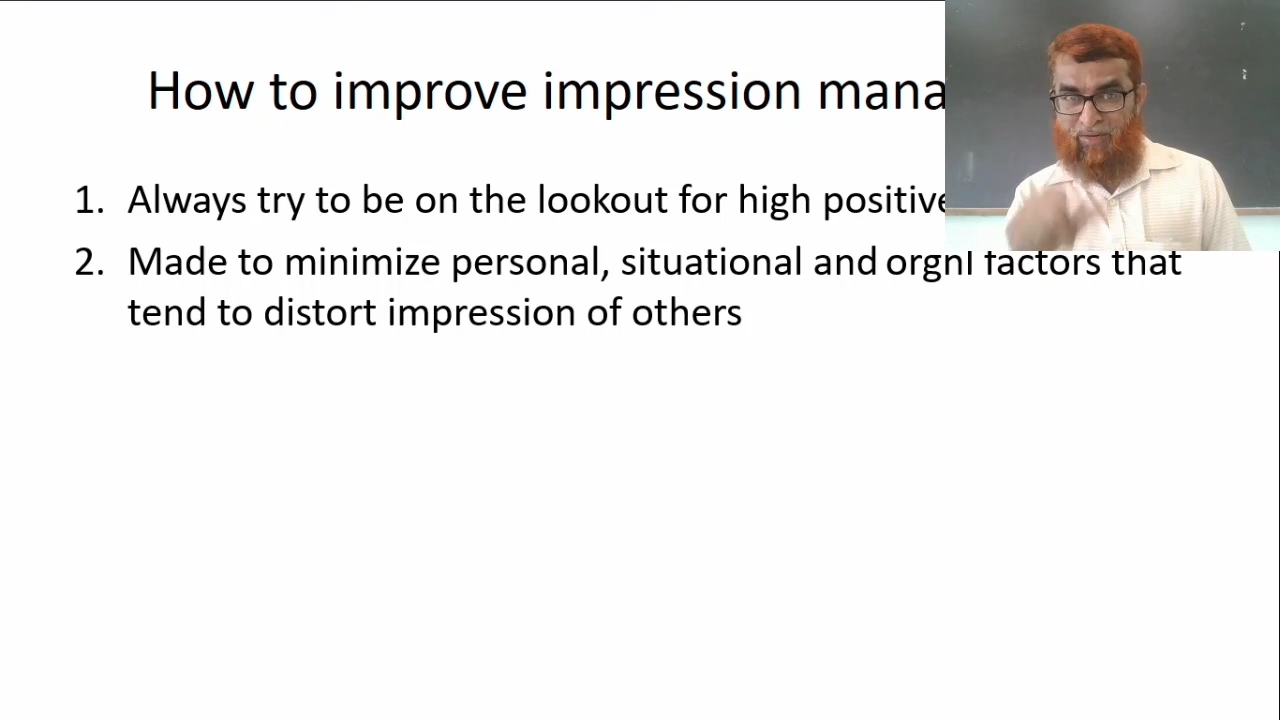 How to improve impression mana
1. Always try to be on the lookout for high positive
2. Made to minimize personal, situational and orgnl factors that
tend to distort impression of others